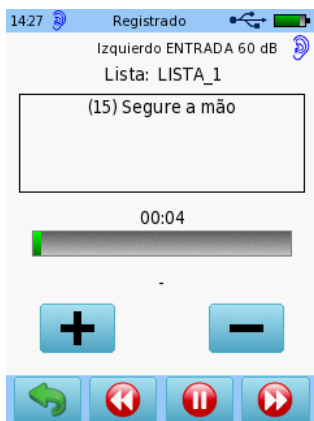 14:27 Registrado
Izquierdo ENTRADA 60 dB
Lista: LISTA_1
(15) Segure a mão
00:04
-